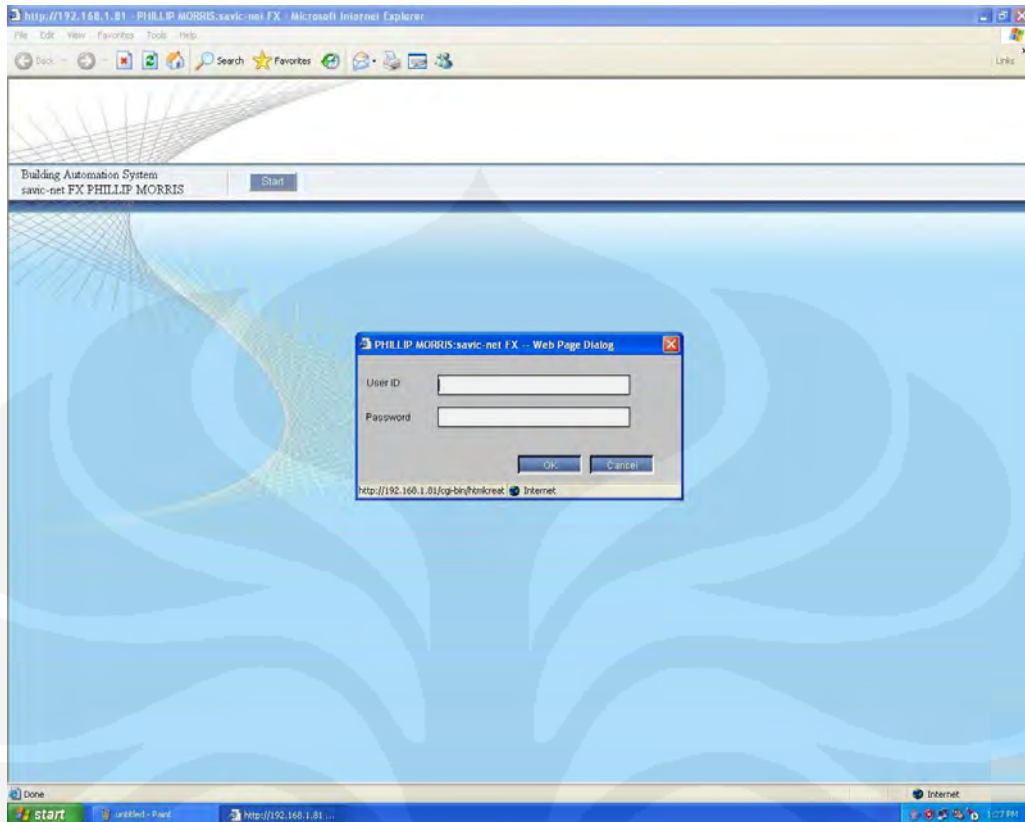 http://192.168.1.81 - PHILLIP MORRIS:savic-net FX - Microsoft Internet Explorer
File Edit View Favorites Tools Help
Back Search Favorites Links
Building Automation System
savic-net FX PHILLIP MORRIS
Start
PHILLIP MORRIS:savic-net FX -- Web Page Dialog
User ID
Password
OK Cancel
http://192.168.1.81/cgi-bin/htmlcreat Internet
Done Internet
start untitled - Paint http://192.168.1.81 ... 1:27 PM